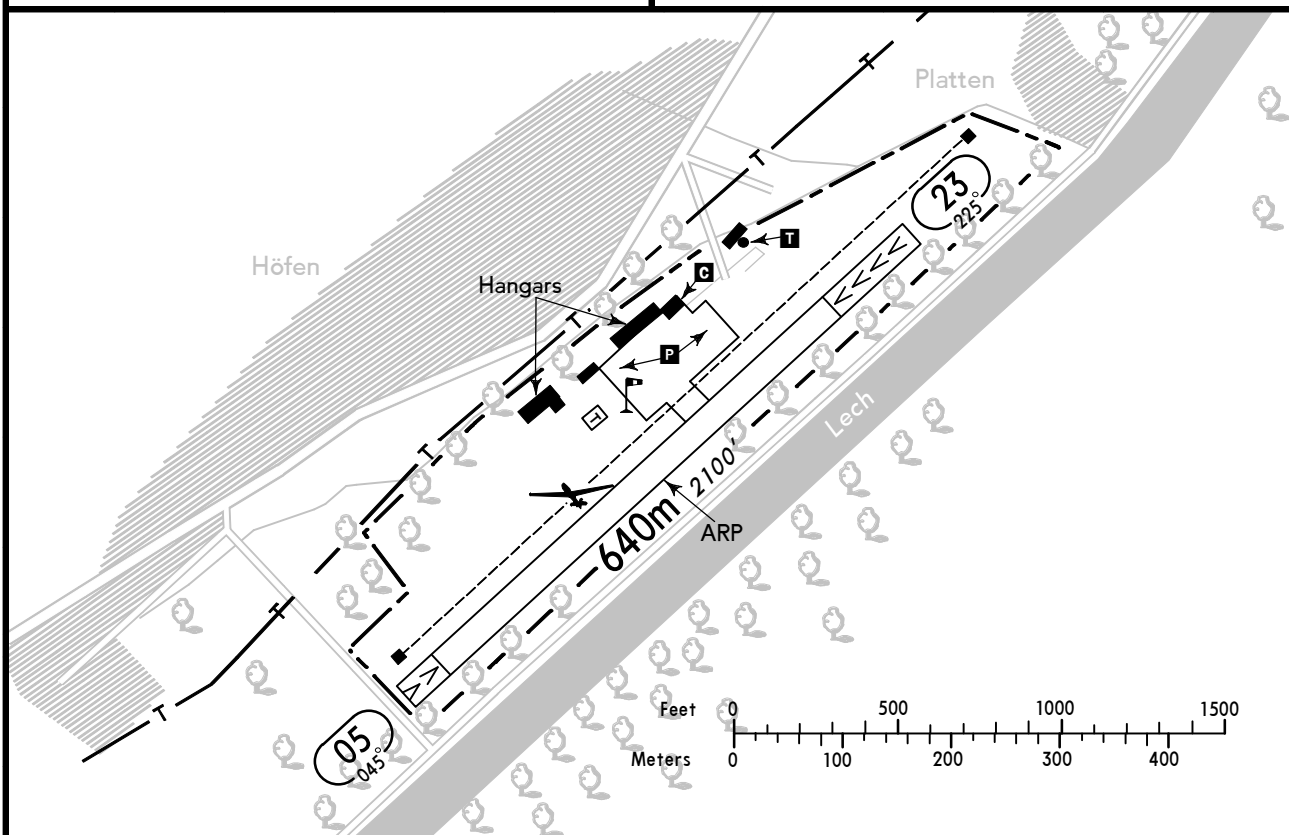 Platten
23
225°
T
Höfen
C
Hangars
P
T
Lech
2100'
640m
ARP
05
045°
Feet 0 500 1000 1500
Meters 0 100 200 300 400
T
T
T
T
T
T